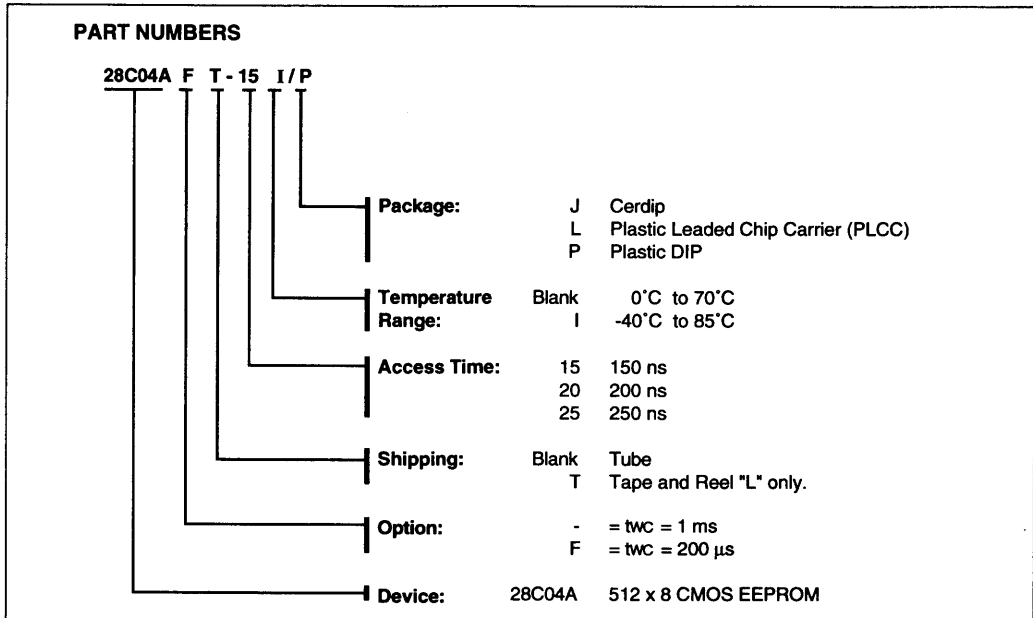 PART NUMBERS
28C04A F T - 15 I / P
Package: J Cerdip
L Plastic Leaded Chip Carrier (PLCC)
P Plastic DIP
Temperature Blank 0°C to 70°C
Range: I -40°C to 85°C
Access Time: 15 150 ns
20 200 ns
25 250 ns
Shipping: Blank Tube
T Tape and Reel "L" only.
Option: - = twc = 1 ms
F = twc = 200 µs
Device: 28C04A 512 x 8 CMOS EEPROM